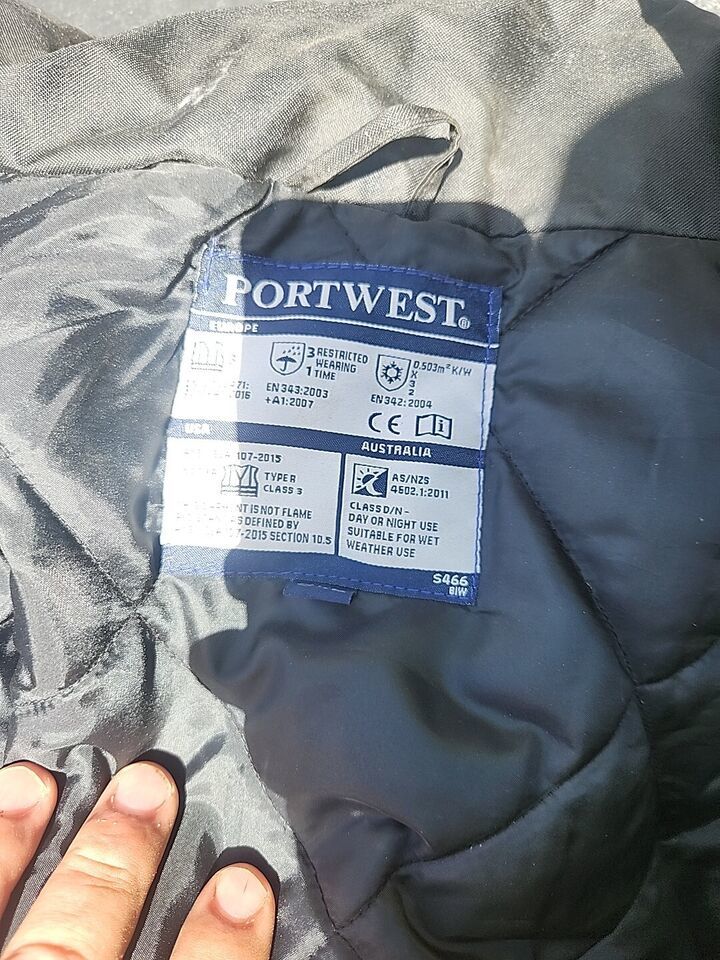 PORTWEST®
EUROPE
3 RESTRICTED
WEARING
1 TIME
EN 343:2003
+A1:2007
0.503m² K/W
X
3
2
EN 342:2004
CE
USA
107-2015
TYPE R
CLASS 3
IS NOT FLAME
AS DEFINED BY
-2015 SECTION 10.5
AUSTRALIA
AS/NZS
4602.1:2011
CLASS D/N -
DAY OR NIGHT USE
SUITABLE FOR WET
WEATHER USE
S466
BIW